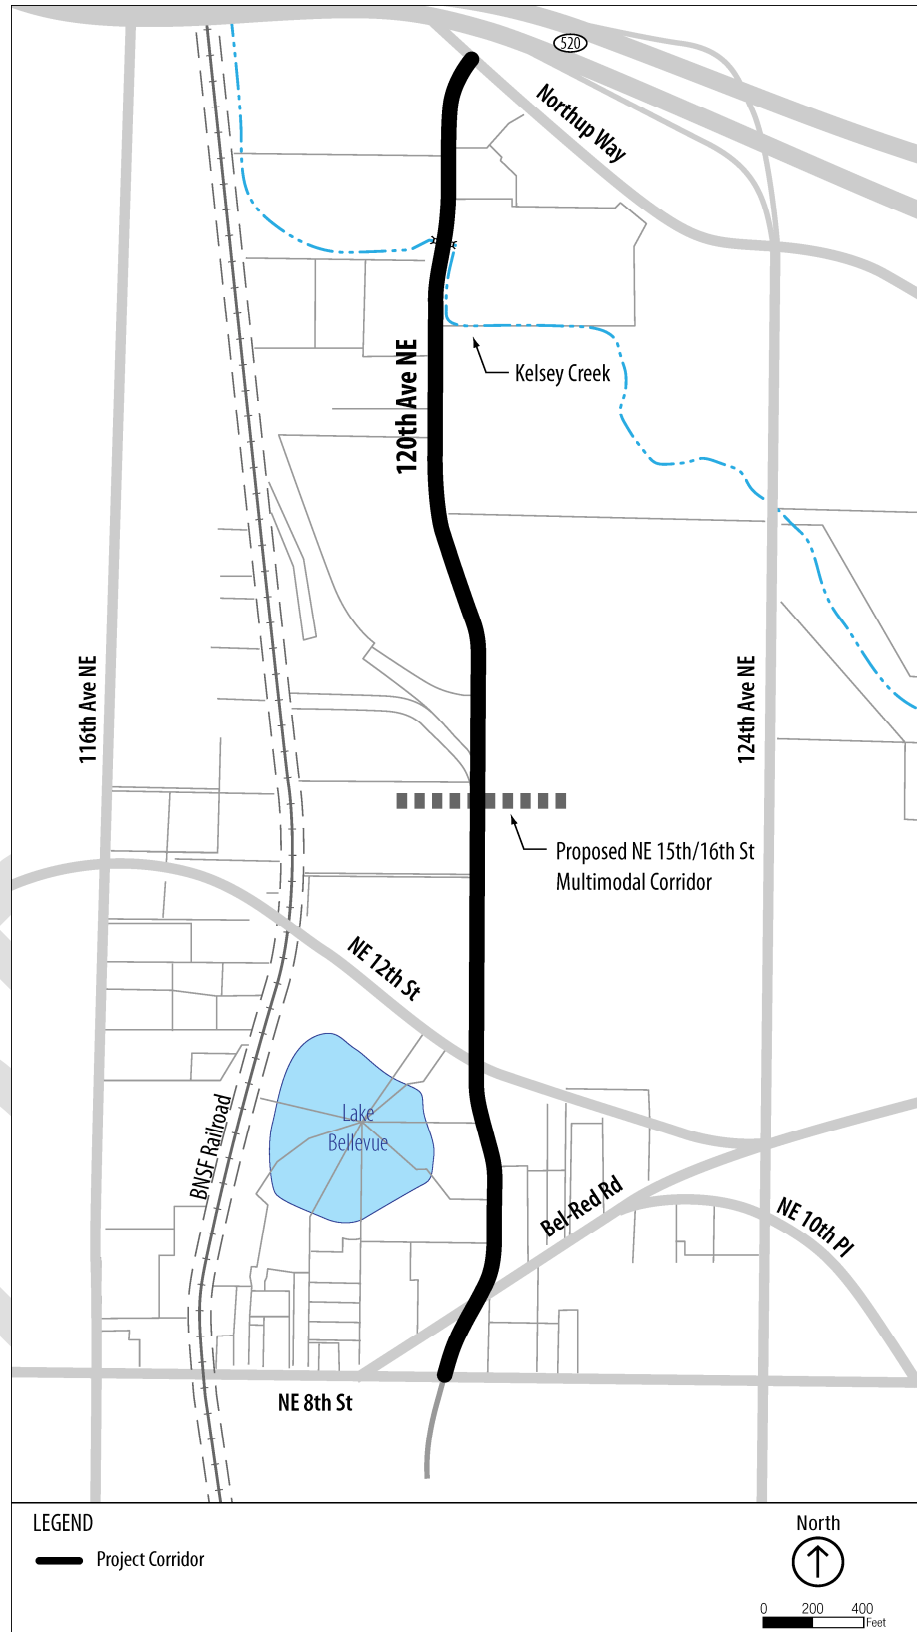 520
Northup Way
120th Ave NE
Kelsey Creek
116th Ave NE
124th Ave NE
Proposed NE 15th/16th St
Multimodal Corridor
NE 12th St
Lake
Bellevue
BNSF Railroad
Bel-Red Rd
NE 10th Pl
NE 8th St
LEGEND
Project Corridor
North
0 200 400
Feet